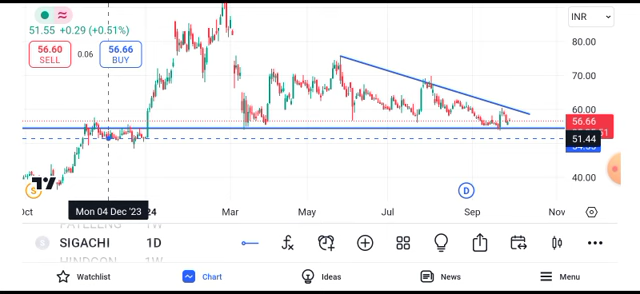 INR
51.55 +0.29 (+0.51%)
56.60
SELL
0.06
56.66
BUY
80.00
70.00
60.00
56.66
51.44
40.00
S
D
Oct
Mon 04 Dec '23
24
Mar
May
Jul
Sep
Nov
SIGACHI
1D
Watchlist
Chart
Ideas
News
Menu